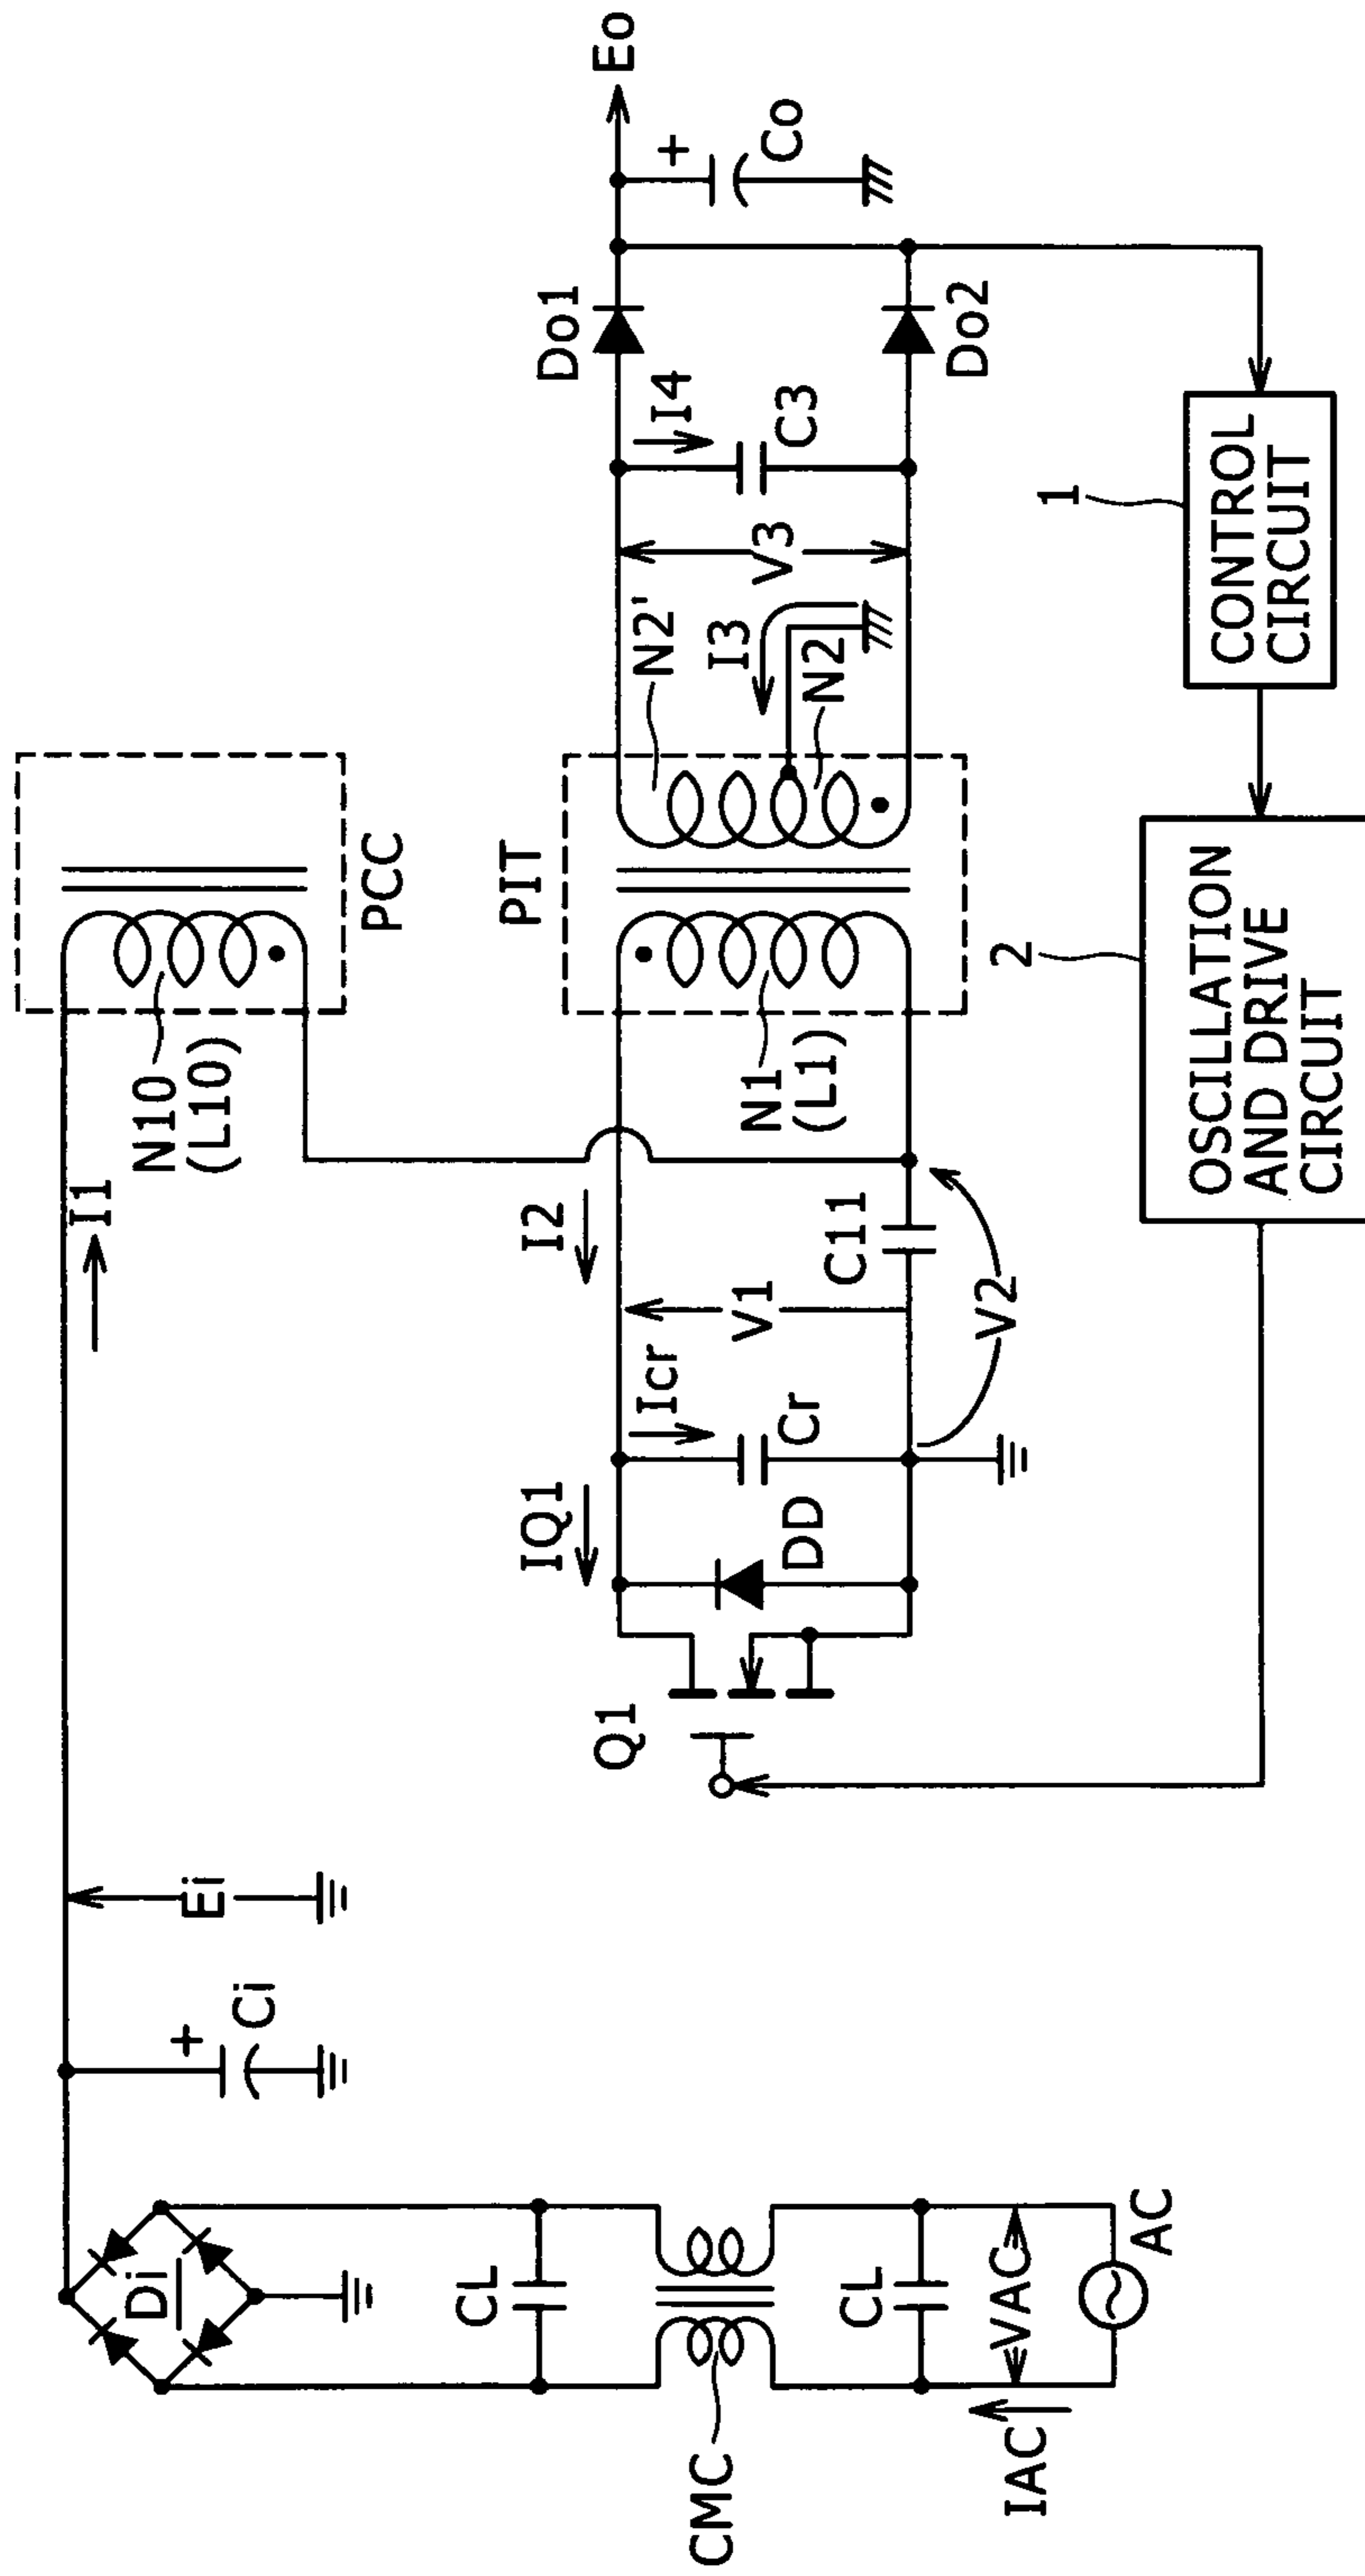 I1
N10
(L10)
PCC
Ei
+
Ci
Di
CL
CMC
CL
VAC
IAC
AC
Q1
IQ1
DD
Icr
Cr
I2
V1
C11
V2
PIT
N1
(L1)
N2'
I3
N2
V3
I4
C3
Do1
Do2
+
Co
Eo
1
CONTROL
CIRCUIT
2
OSCILLATION
AND DRIVE
CIRCUIT